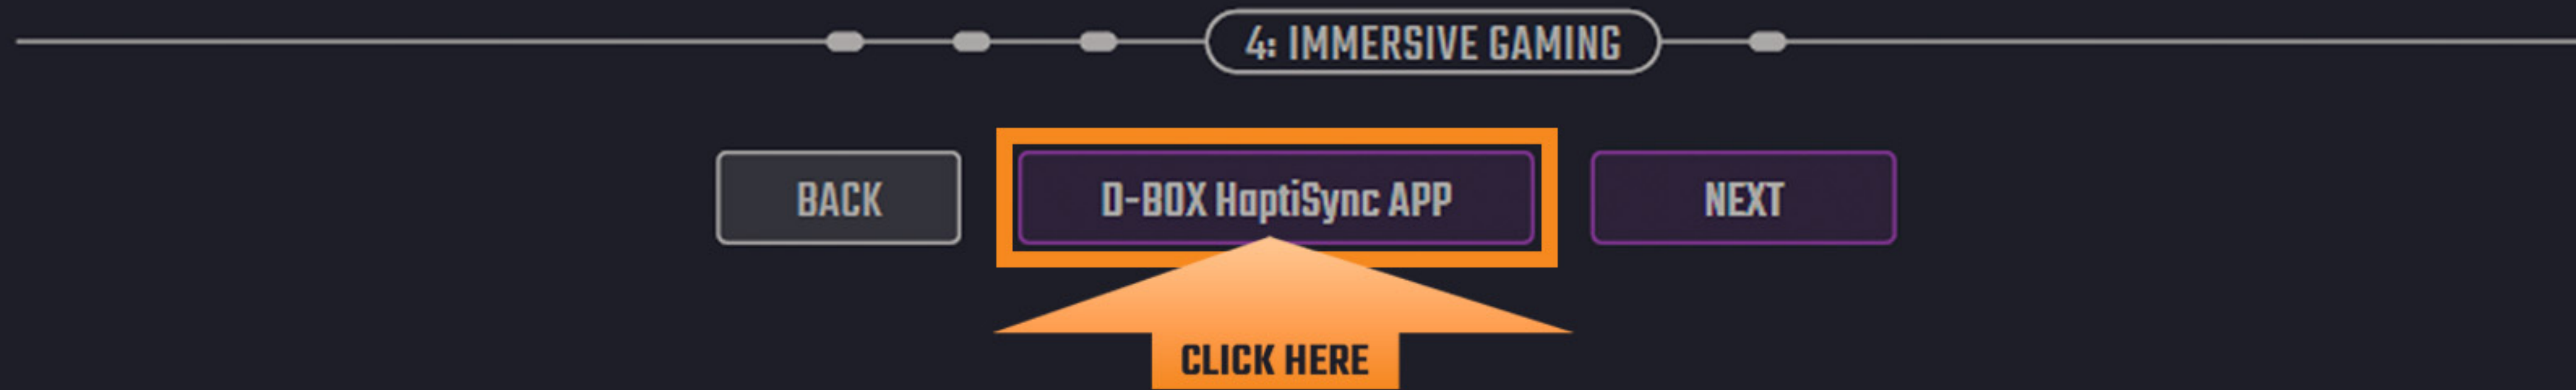 4: IMMERSIVE GAMING
BACK D-BOX HaptiSync APP NEXT
CLICK HERE